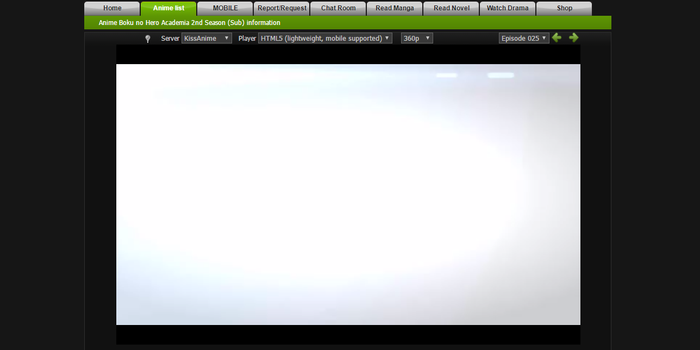 Home Anime list MOBILE Report/Request Chat Room Read Manga Read Novel Watch Drama Shop
Anime Boku no Hero Academia 2nd Season (Sub) information
Server KissAnime Player HTML5 (lightweight, mobile supported) 360p Episode 025